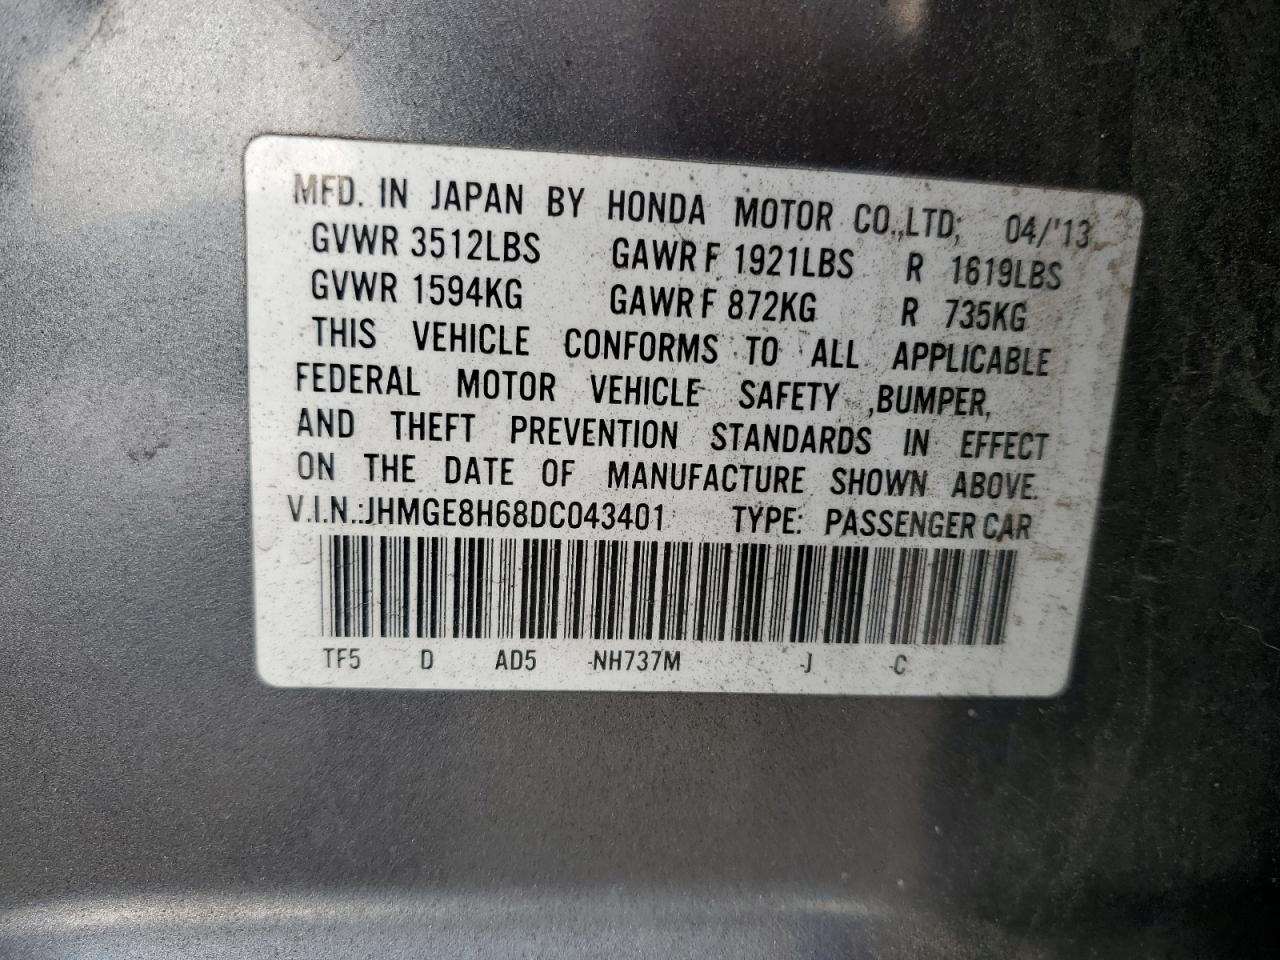 MFD. IN JAPAN BY HONDA MOTOR CO.,LTD; 04/'13
GVWR 3512LBS GAWR F 1921LBS R 1619LBS
GVWR 1594KG GAWR F 872KG R 735KG
THIS VEHICLE CONFORMS TO ALL APPLICABLE
FEDERAL MOTOR VEHICLE SAFETY ,BUMPER,
AND THEFT PREVENTION STANDARDS IN EFFECT
ON THE DATE OF MANUFACTURE SHOWN ABOVE.
V.I.N.:JHMGE8H68DC043401 TYPE: PASSENGER CAR
TF5 D AD5 -NH737M -J -C